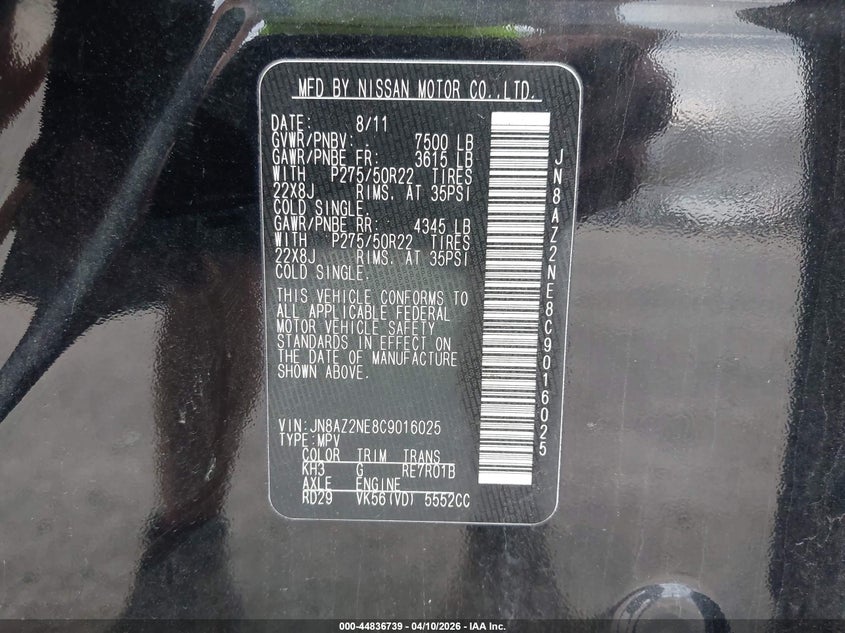 MFD BY NISSAN MOTOR CO.,LTD.
DATE: 8/11
GVWR/PNBV: 7500 LB
GAWR/PNBE FR: 3615 LB
WITH P275/50R22 TIRES
22X8J RIMS. AT 35PSI
COLD SINGLE.
GAWR/PNBE RR: 4345 LB
WITH P275/50R22 TIRES
22X8J RIMS. AT 35PSI
COLD SINGLE.
THIS VEHICLE CONFORMS TO
ALL APPLICABLE FEDERAL
MOTOR VEHICLE SAFETY
STANDARDS IN EFFECT ON
THE DATE OF MANUFACTURE
SHOWN ABOVE.
VIN:JN8AZ2NE8C9016025
TYPE:MPV
COLOR TRIM TRANS
KH3 G RE7R01B
AXLE ENGINE
RD29 VK56(VD) 5552CC
JN8AZ2NE8C9016025
000-44836739 - 04/10/2026 - IAA Inc.